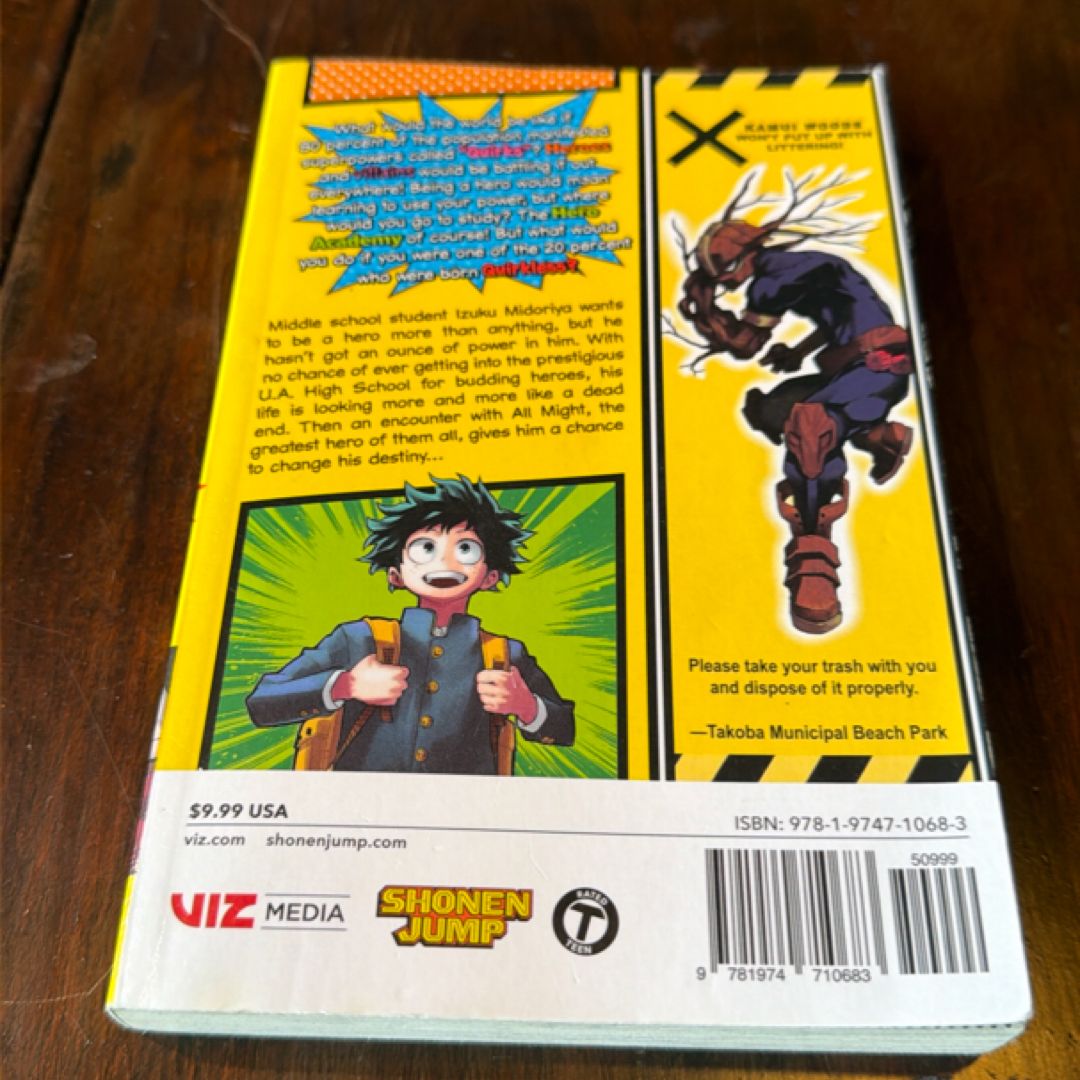 What would the world be like if
80 percent of the population manifested
superpowers called "Quirks"? Heroes
and villains would be battling it out
everywhere! Being a hero would mean
learning to use your power, but where
would you go to study? The Hero
Academy of course! But what would
you do if you were one of the 20 percent
who were born Quirkless?
Middle school student Izuku Midoriya wants
to be a hero more than anything, but he
hasn't got an ounce of power in him. With
no chance of ever getting into the prestigious
U.A. High School for budding heroes, his
life is looking more and more like a dead
end. Then an encounter with All Might, the
greatest hero of them all, gives him a chance
to change his destiny...
KAMUI WOODS
WON'T PUT UP WITH
LITTERING!
Please take your trash with you
and dispose of it properly.
—Takoba Municipal Beach Park
$9.99 USA
viz.com shonenjump.com
ISBN: 978-1-9747-1068-3
50999
VIZ MEDIA
SHONEN
JUMP
RATED
T
TEEN
9 781974 710683